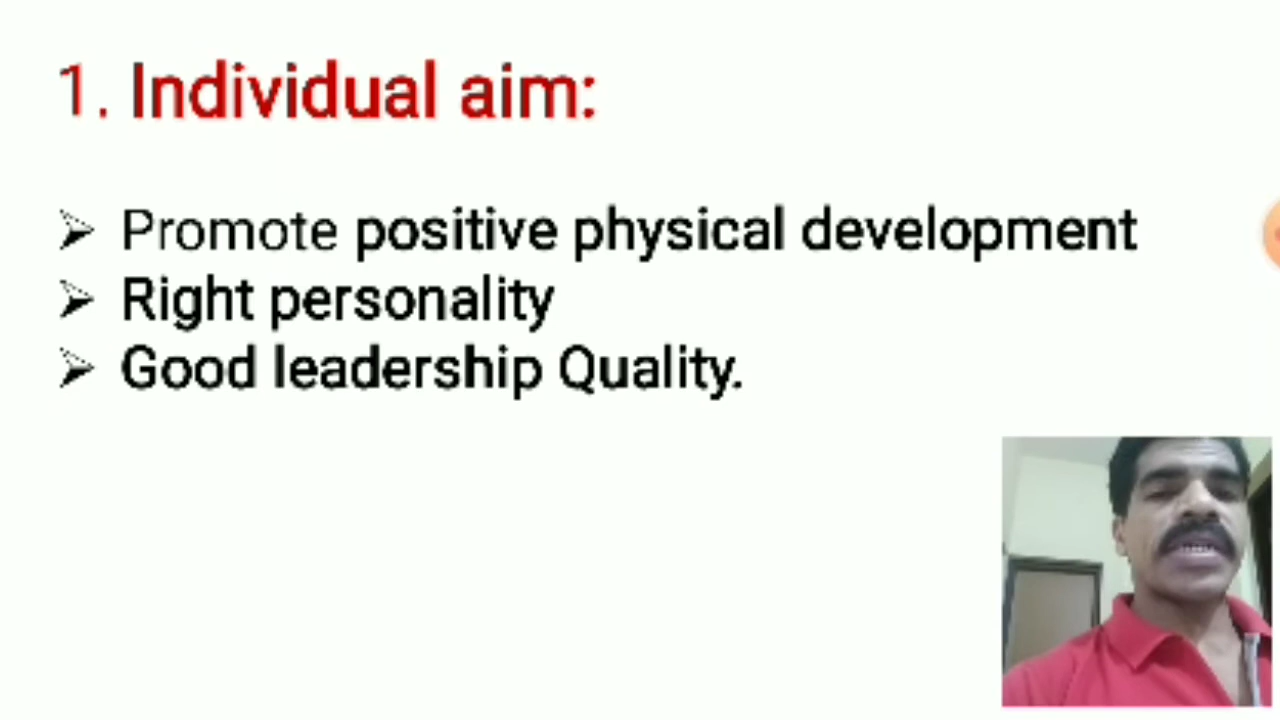 1. Individual aim:
➢ Promote positive physical development
➢ Right personality
➢ Good leadership Quality.